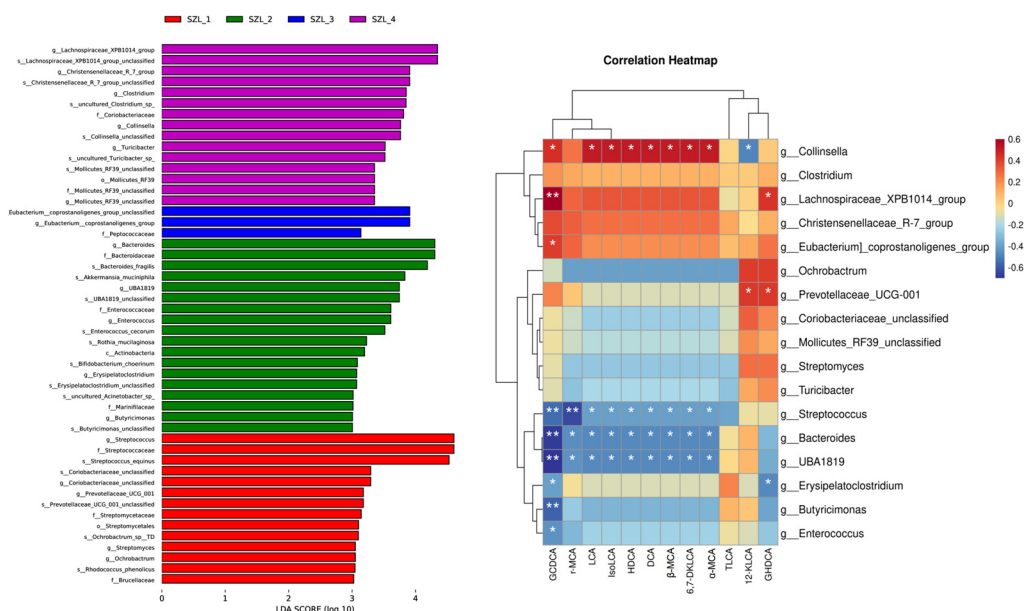 SZL_1 SZL_2 SZL_3 SZL_4
g__Lachnospiraceae_XPB1014_group
s__Lachnospiraceae_XPB1014_group_unclassified
g__Christensenellaceae_R_7_group
s__Christensenellaceae_R_7_group_unclassified
g__Clostridium
s__uncultured_Clostridium_sp_
f__Coriobacteriaceae
g__Collinsella
s__Collinsella_unclassified
g__Turicibacter
s__uncultured_Turicibacter_sp_
s__Mollicutes_RF39_unclassified
o__Mollicutes_RF39
f__Mollicutes_RF39_unclassified
g__Mollicutes_RF39_unclassified
Eubacterium__coprostanoligenes_group_unclassified
g__Eubacterium__coprostanoligenes_group
f__Peptococcaceae
g__Bacteroides
f__Bacteroidaceae
s__Bacteroides_fragilis
s__Akkermansia_muciniphila
g__UBA1819
s__UBA1819_unclassified
f__Enterococcaceae
g__Enterococcus
s__Enterococcus_cecorum
s__Rothia_mucilaginosa
c__Actinobacteria
s__Bifidobacterium_choerinum
g__Erysipelatoclostridium
s__Erysipelatoclostridium_unclassified
s__uncultured_Acinetobacter_sp_
f__Marinifilaceae
g__Butyricimonas
s__Butyricimonas_unclassified
g__Streptococcus
f__Streptococcaceae
s__Streptococcus_equinus
s__Coriobacteriaceae_unclassified
g__Coriobacteriaceae_unclassified
g__Prevotellaceae_UCG_001
s__Prevotellaceae_UCG_001_unclassified
f__Streptomycetaceae
o__Streptomycetales
s__Ochrobactrum_sp__TD
g__Streptomyces
g__Ochrobactrum
s__Rhodococcus_phenolicus
f__Brucellaceae
0 1 2 3 4
LDA SCORE (log 10)
Correlation Heatmap
* * * * * * * * * g__Collinsella
g__Clostridium
** * g__Lachnospiraceae_XPB1014_group
g__Christensenellaceae_R-7_group
* g__Eubacterium]_coprostanoligenes_group
g__Ochrobactrum
* * g__Prevotellaceae_UCG-001
g__Coriobacteriaceae_unclassified
g__Mollicutes_RF39_unclassified
g__Streptomyces
g__Turicibacter
** ** * * * * * * * g__Streptococcus
** * * * * * * * * g__Bacteroides
** * * * * * * * * g__UBA1819
* * g__Erysipelatoclostridium
** g__Butyricimonas
* g__Enterococcus
GCDCA
r-MCA
LCA
IsoLCA
HDCA
DCA
β-MCA
6,7-DKLCA
α-MCA
TLCA
12-KLCA
GHDCA
0.6
0.4
0.2
0
-0.2
-0.4
-0.6